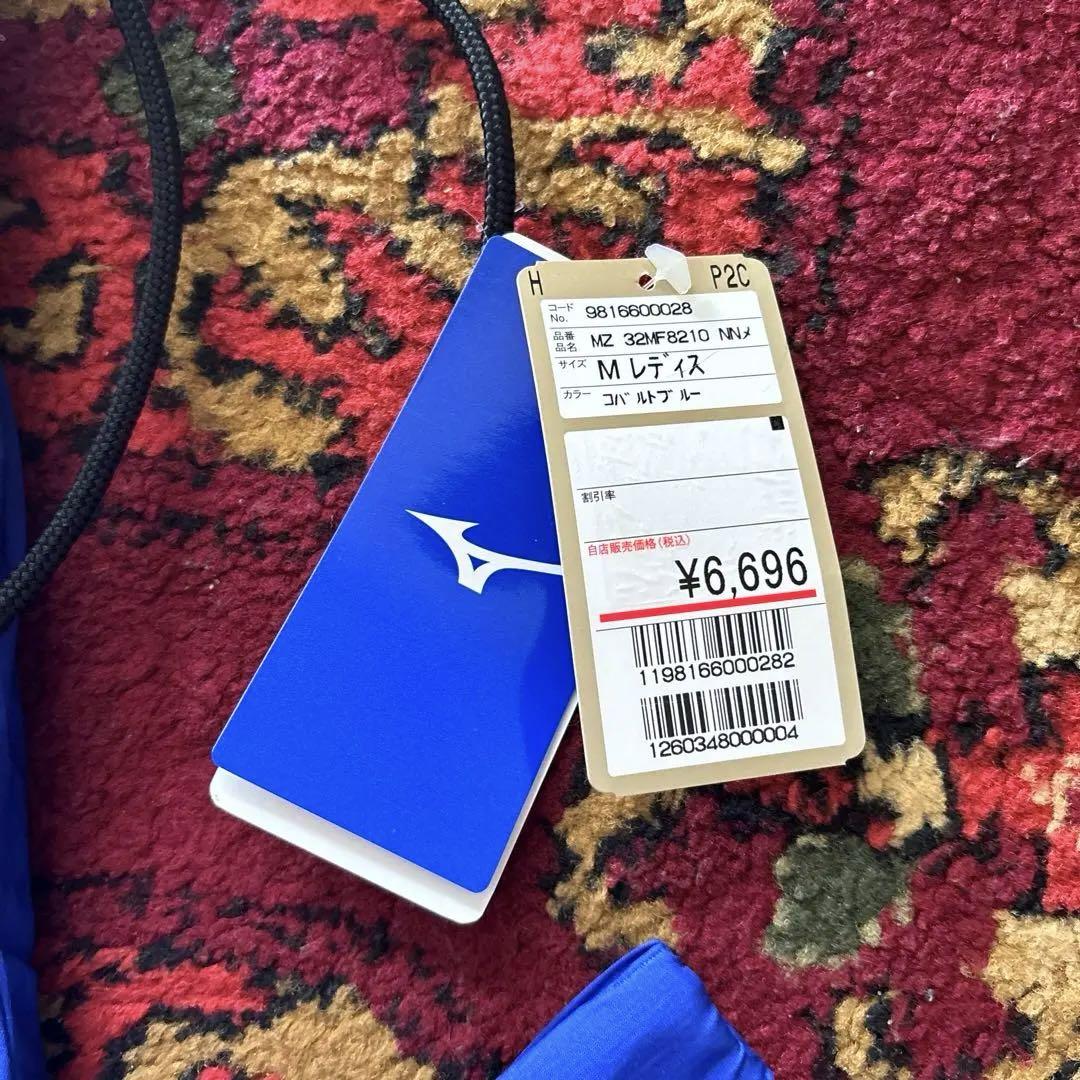 H P2C
コード No. 9816600028
品番 品名 MZ 32MF8210 NNメ
サイズ M レディス
カラー コバルトブルー
割引率
自店販売価格(税込)
¥6,696
1198166000282
1260348000004